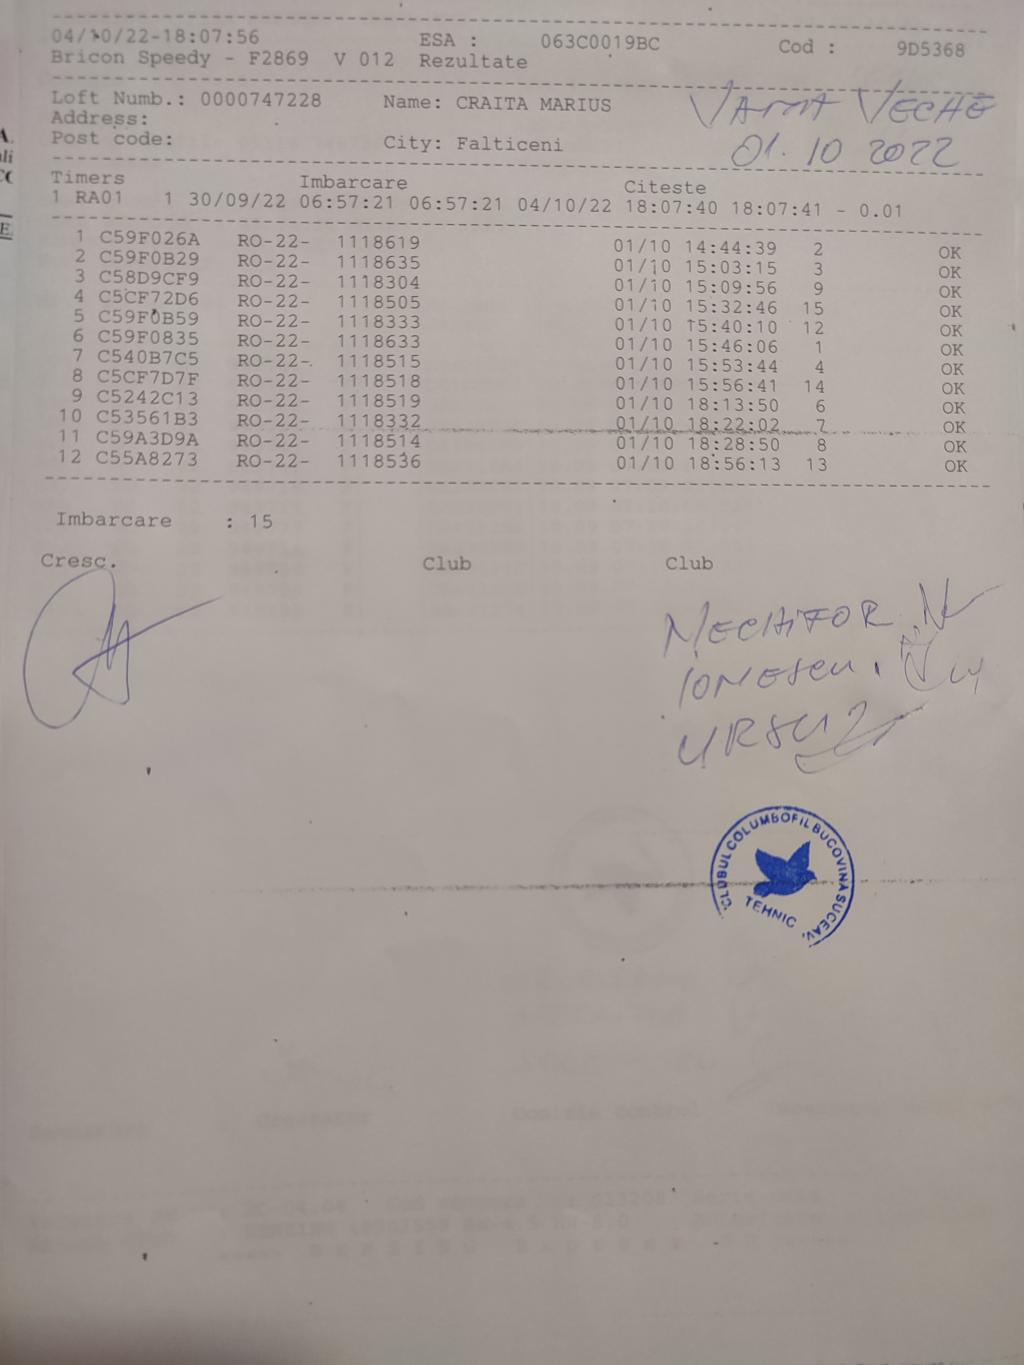 04/10/22-18:07:56 ESA : 063C0019BC Cod : 9D5368
Bricon Speedy - F2869 V 012 Rezultate
Loft Numb.: 0000747228 Name: CRAITA MARIUS
VAMA VECHE
Address:
Post code: City: Falticeni
01.10 2022
Timers Imbarcare Citeste
1 RA01 1 30/09/22 06:57:21 06:57:21 04/10/22 18:07:40 18:07:41 - 0.01
1 C59F026A RO-22- 1118619 01/10 14:44:39 2 OK
2 C59F0B29 RO-22- 1118635 01/10 15:03:15 3 OK
3 C58D9CF9 RO-22- 1118304 01/10 15:09:56 9 OK
4 C5CF72D6 RO-22- 1118505 01/10 15:32:46 15 OK
5 C59F0B59 RO-22- 1118333 01/10 15:40:10 12 OK
6 C59F0835 RO-22- 1118633 01/10 15:46:06 1 OK
7 C540B7C5 RO-22- 1118515 01/10 15:53:44 4 OK
8 C5CF7D7F RO-22- 1118518 01/10 15:56:41 14 OK
9 C5242C13 RO-22- 1118519 01/10 18:13:50 6 OK
10 C53561B3 RO-22- 1118332 01/10 18:22:02 7 OK
11 C59A3D9A RO-22- 1118514 01/10 18:28:50 8 OK
12 C55A8273 RO-22- 1118536 01/10 18:56:13 13 OK
Imbarcare : 15
Cresc. Club Club
NECHIFOR N
IONESCU.
URSU
CLUBUL COLUMBOFIL BUCOVINA SUCEAV.
TEHNIC